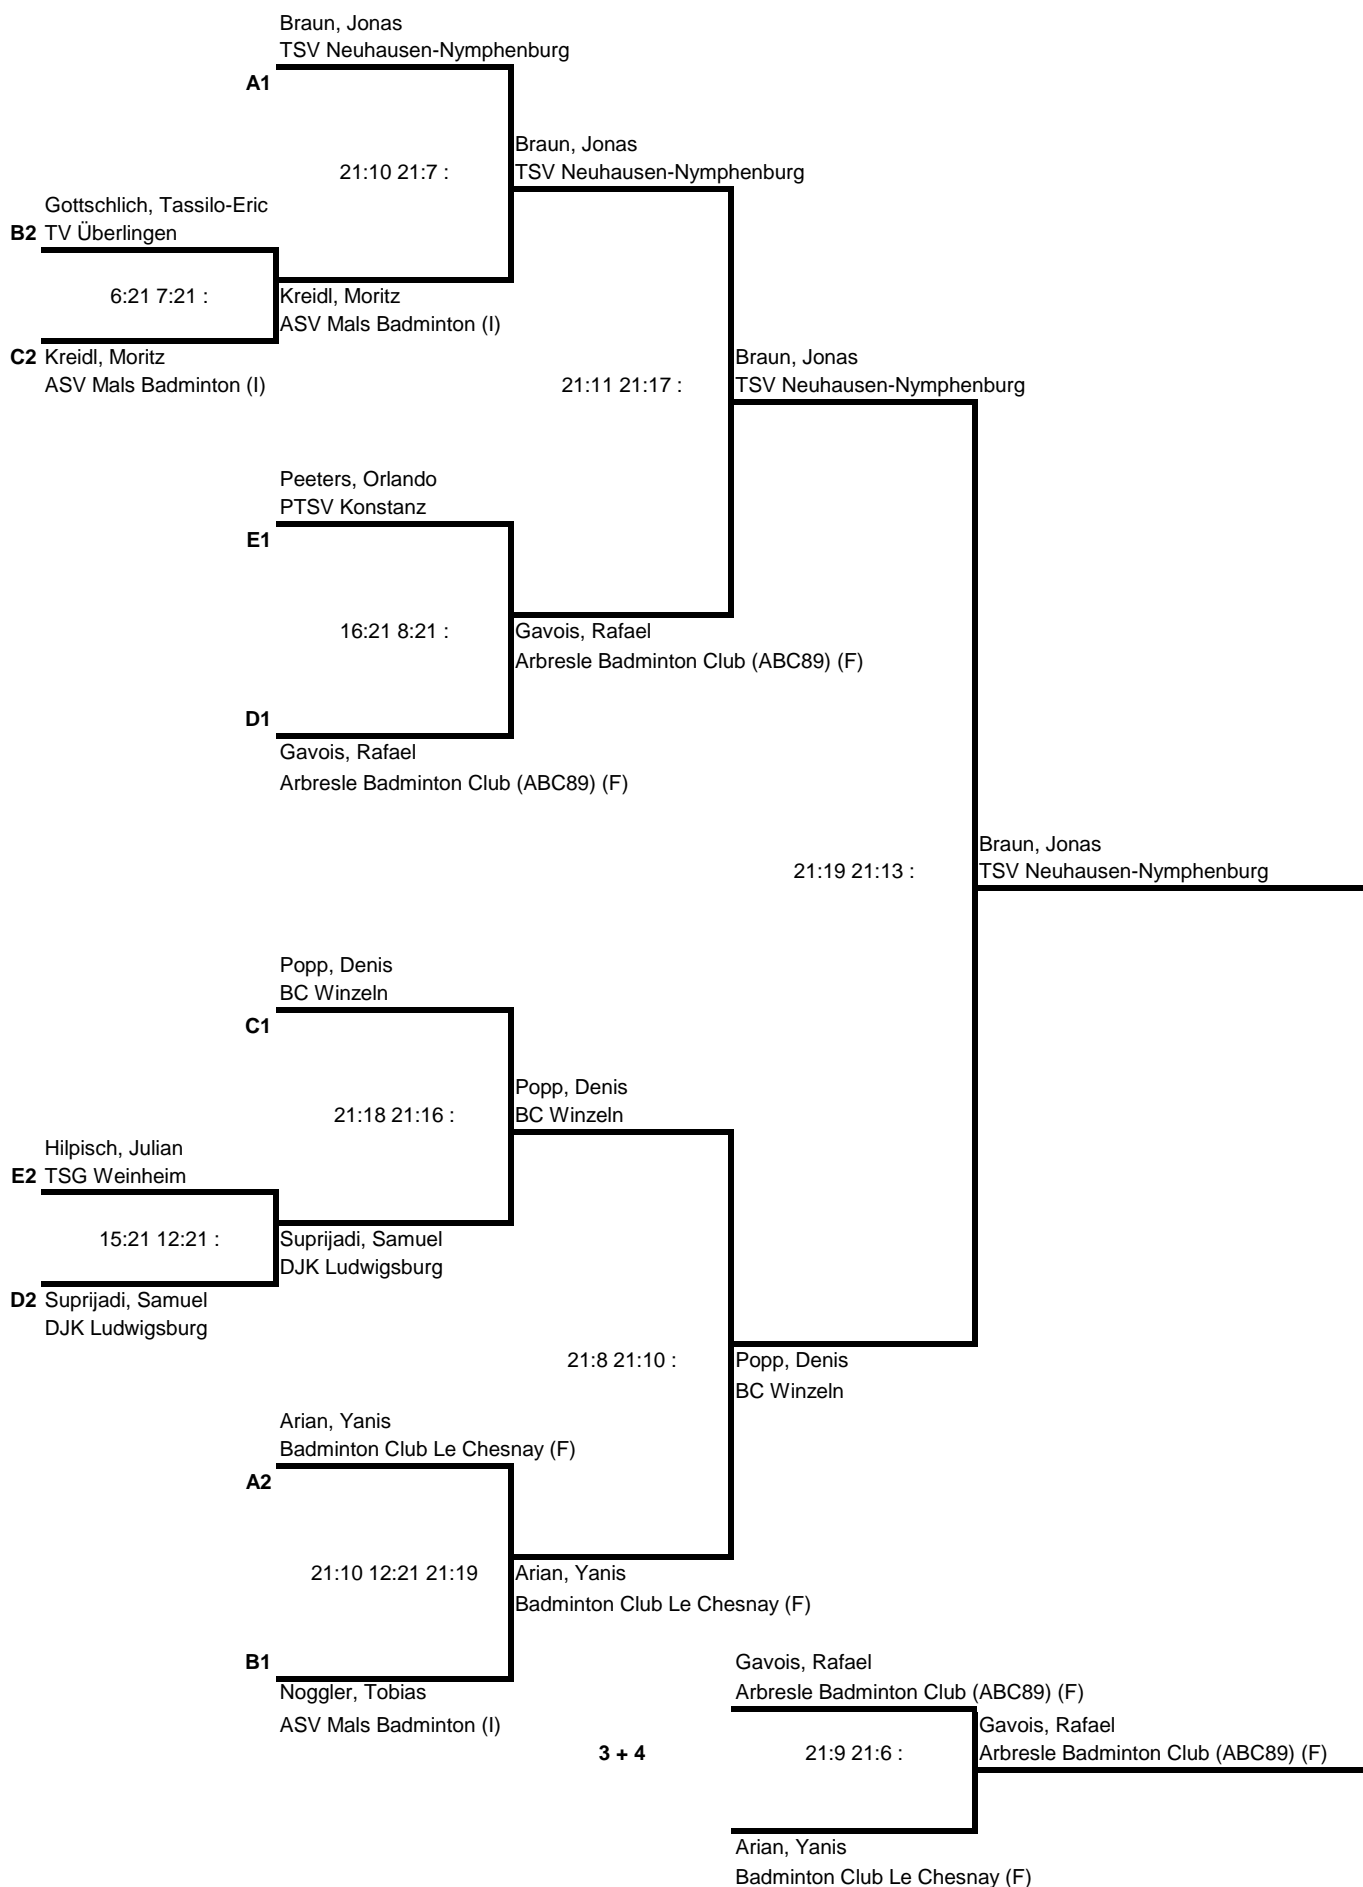 Braun, Jonas
TSV Neuhausen-Nymphenburg
A1
Braun, Jonas
21:10 21:7 :
TSV Neuhausen-Nymphenburg
Gottschlich, Tassilo-Eric
B2 TV Überlingen
6:21 7:21 :
Kreidl, Moritz
ASV Mals Badminton (I)
C2 Kreidl, Moritz
ASV Mals Badminton (I)
Braun, Jonas
21:11 21:17 :
TSV Neuhausen-Nymphenburg
Peeters, Orlando
PTSV Konstanz
E1
16:21 8:21 :
Gavois, Rafael
Arbresle Badminton Club (ABC89) (F)
D1
Gavois, Rafael
Arbresle Badminton Club (ABC89) (F)
Braun, Jonas
21:19 21:13 :
TSV Neuhausen-Nymphenburg
Popp, Denis
BC Winzeln
C1
Popp, Denis
21:18 21:16 :
BC Winzeln
Hilpisch, Julian
E2 TSG Weinheim
15:21 12:21 :
Suprijadi, Samuel
DJK Ludwigsburg
D2 Suprijadi, Samuel
DJK Ludwigsburg
21:8 21:10 :
Popp, Denis
BC Winzeln
Arian, Yanis
Badminton Club Le Chesnay (F)
A2
21:10 12:21 21:19
Arian, Yanis
Badminton Club Le Chesnay (F)
B1
Noggler, Tobias
ASV Mals Badminton (I)
Gavois, Rafael
Arbresle Badminton Club (ABC89) (F)
Gavois, Rafael
3 + 4
21:9 21:6 :
Arbresle Badminton Club (ABC89) (F)
Arian, Yanis
Badminton Club Le Chesnay (F)